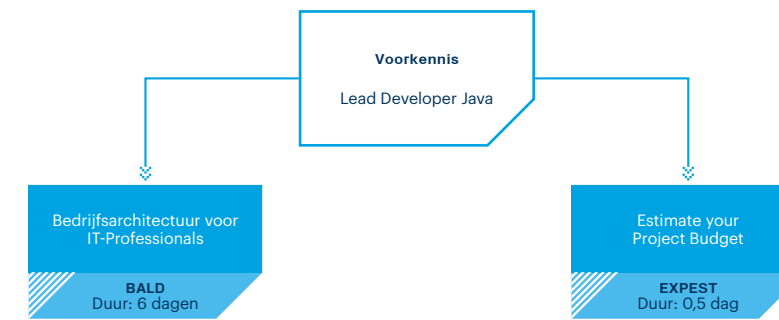 Voorkennis
Lead Developer Java
Bedrijfsarchitectuur voor
IT-Professionals
BALD
Duur: 6 dagen
Estimate your
Project Budget
EXPEST
Duur: 0,5 dag